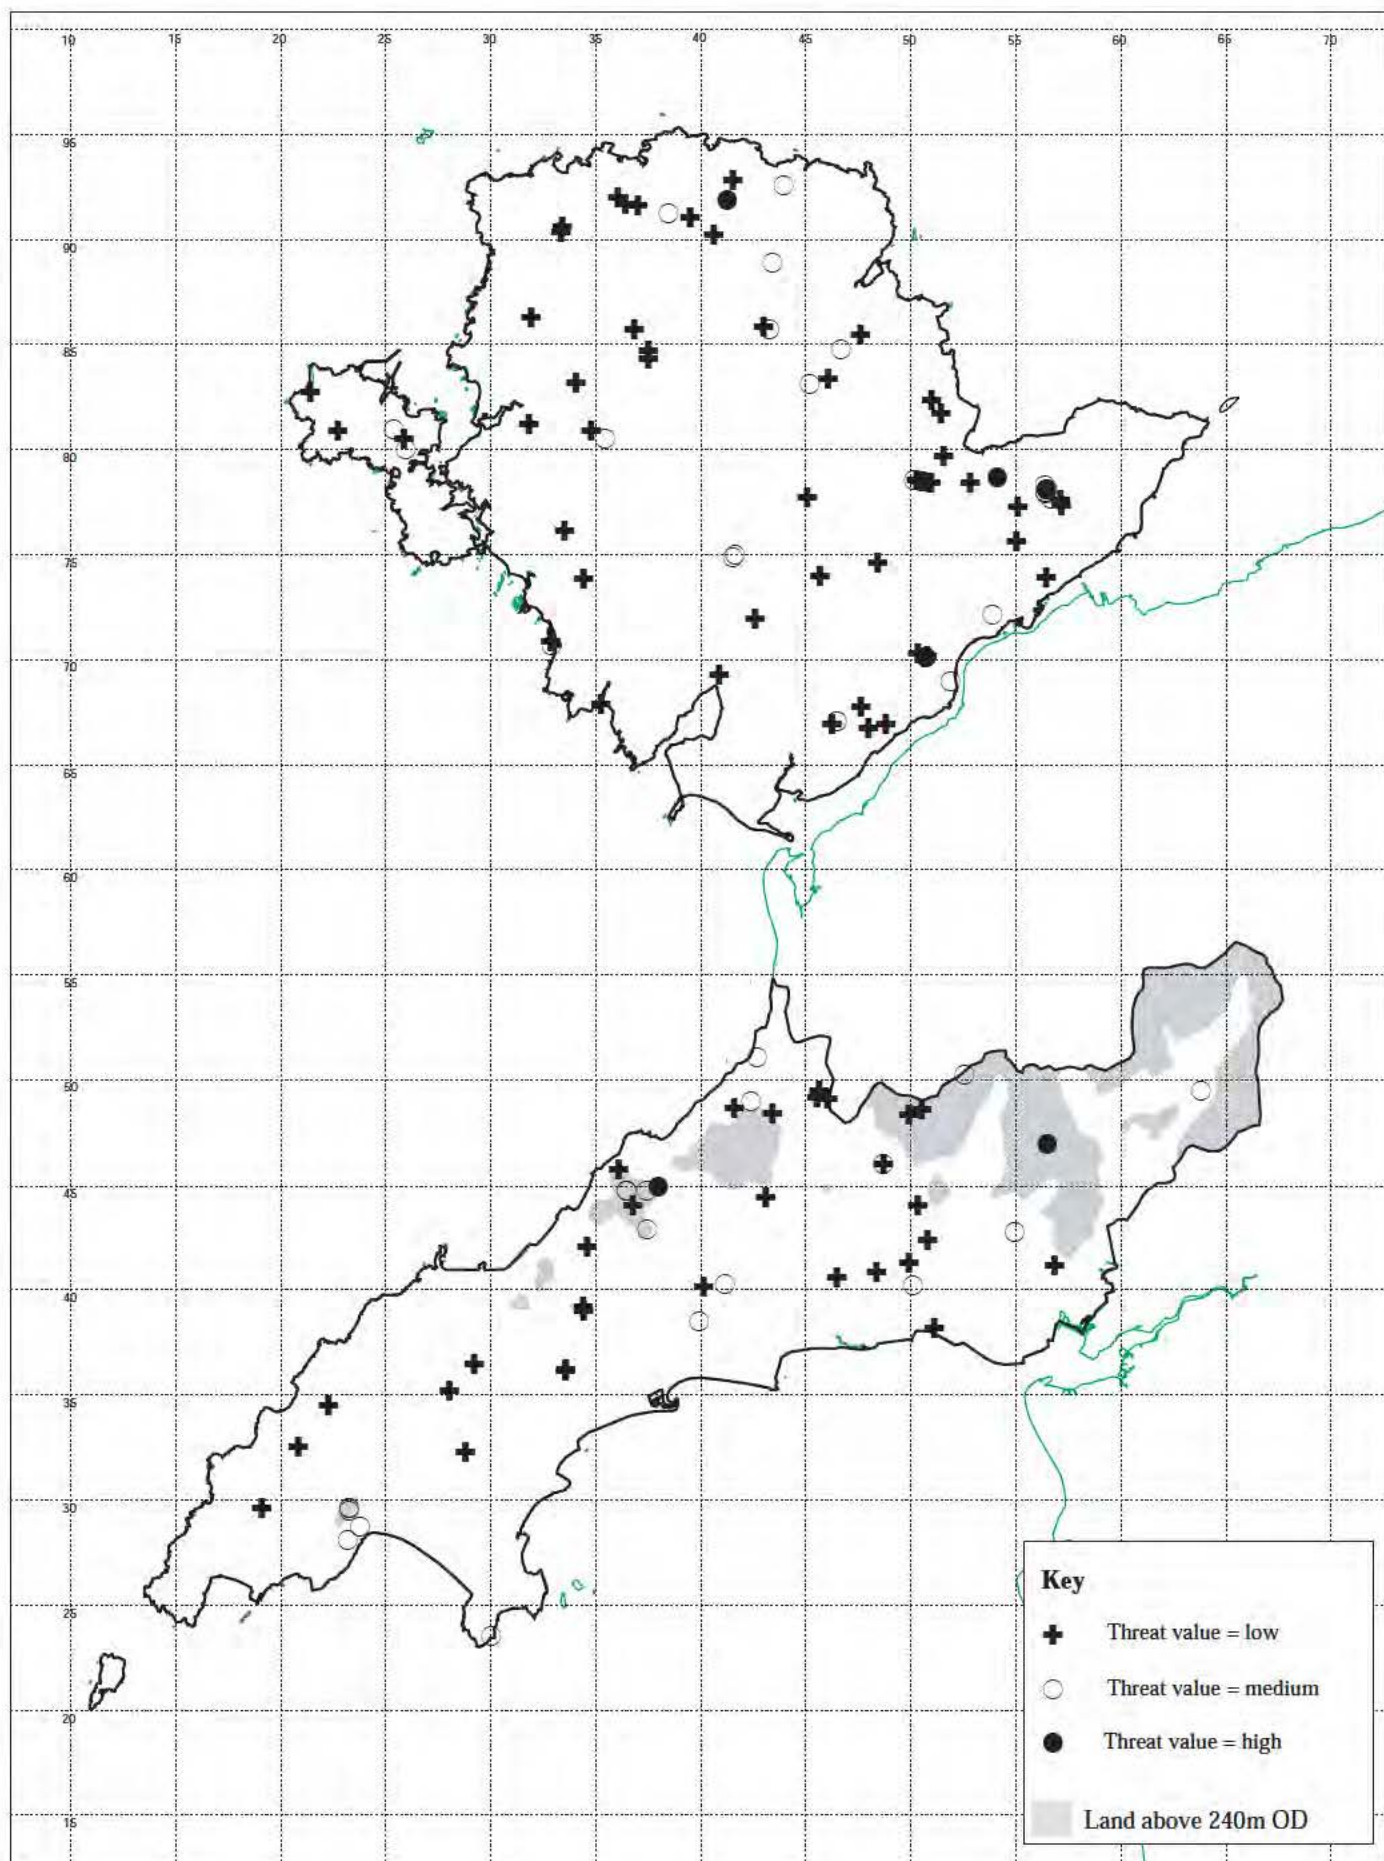 10 15 20 25 30 35 40 45 50 55 60 65 70
95
90
85
80
75
70
65
60
55
50
45
40
35
30
25
20
15
Key
Threat value = low
Threat value = medium
Threat value = high
Land above 240m OD